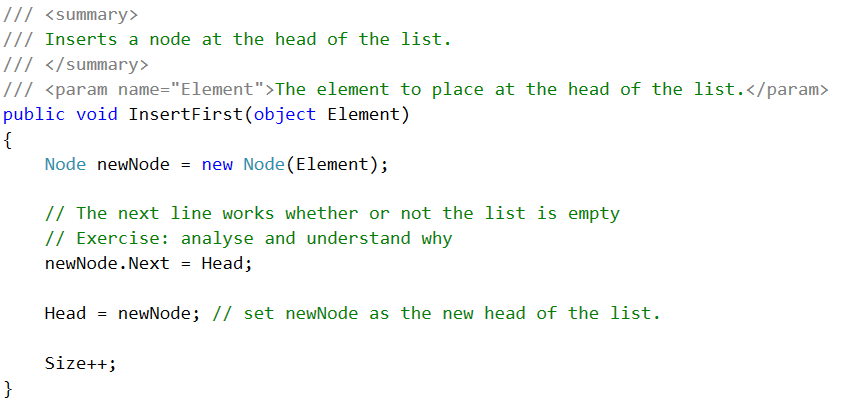 /// <summary>
/// Inserts a node at the head of the list.
/// </summary>
/// <param name="Element">The element to place at the head of the list.</param>
public void InsertFirst(object Element)
{
    Node newNode = new Node(Element);
    // The next line works whether or not the list is empty
    // Exercise: analyse and understand why
    newNode.Next = Head;
    Head = newNode; // set newNode as the new head of the list.
    Size++;
}